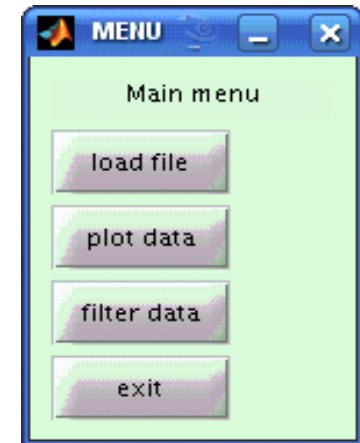 MENU
Main menu
load file
plot data
filter data
exit